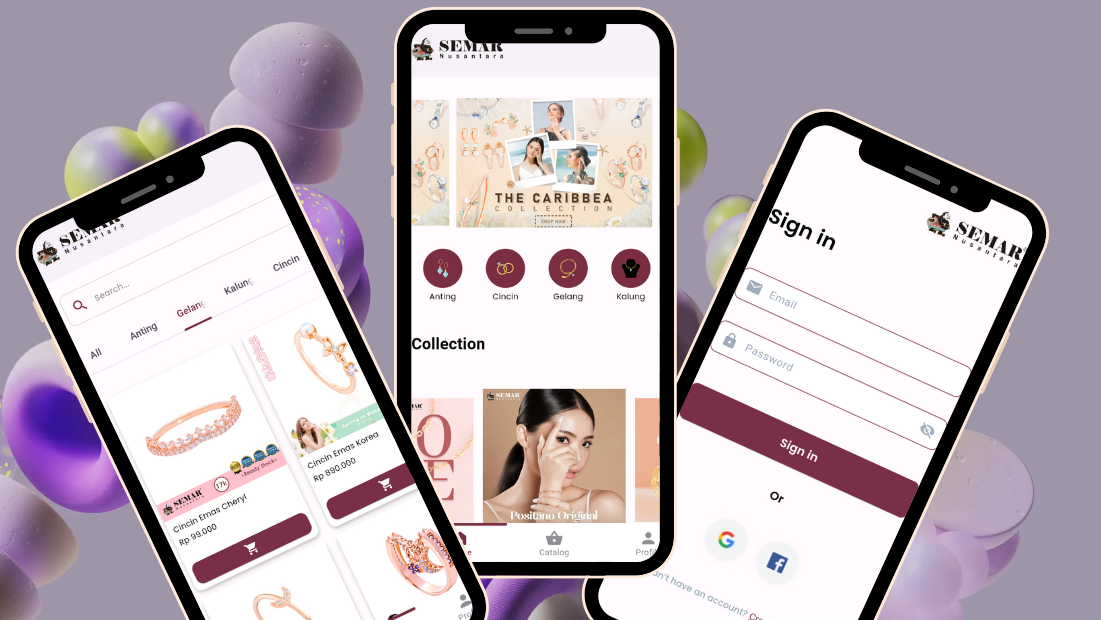 SEMAR
Nusantara
search...
All
Anting
Gelang
Kalung
Cincin
SEMAR
Nusantara
17K
-Ready Stock-
Cincin Emas Cheryl
Rp 99.000
Cincin Emas Korea
Rp 890.000
SEMAR
Nusantara
THE CARIBBEA
COLLECTION
SHOP NOW
Anting
Cincin
Gelang
Kalung
Collection
O
E
SEMAR
Positano Original
Catalog
Profil
SEMAR
Nusantara
Sign in
Email
Password
Sign in
Or
G
f
n't have an account?